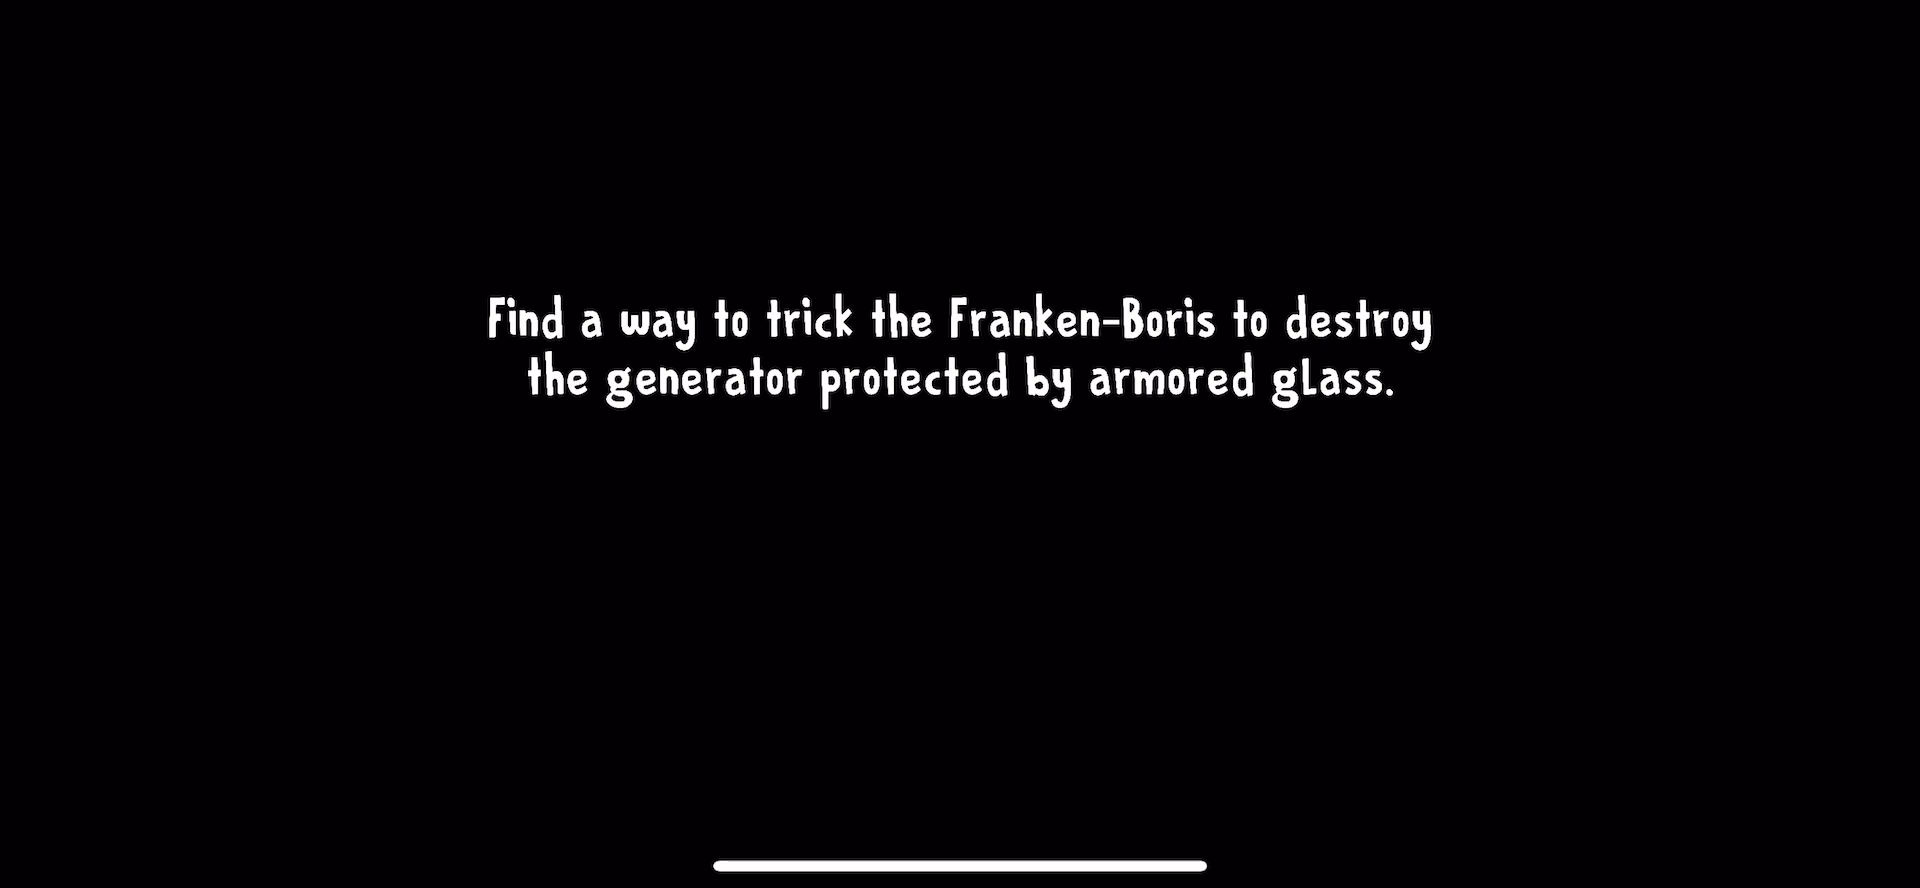 Find a way to trick the Franken-Boris to destroy
the generator protected by armored glass.